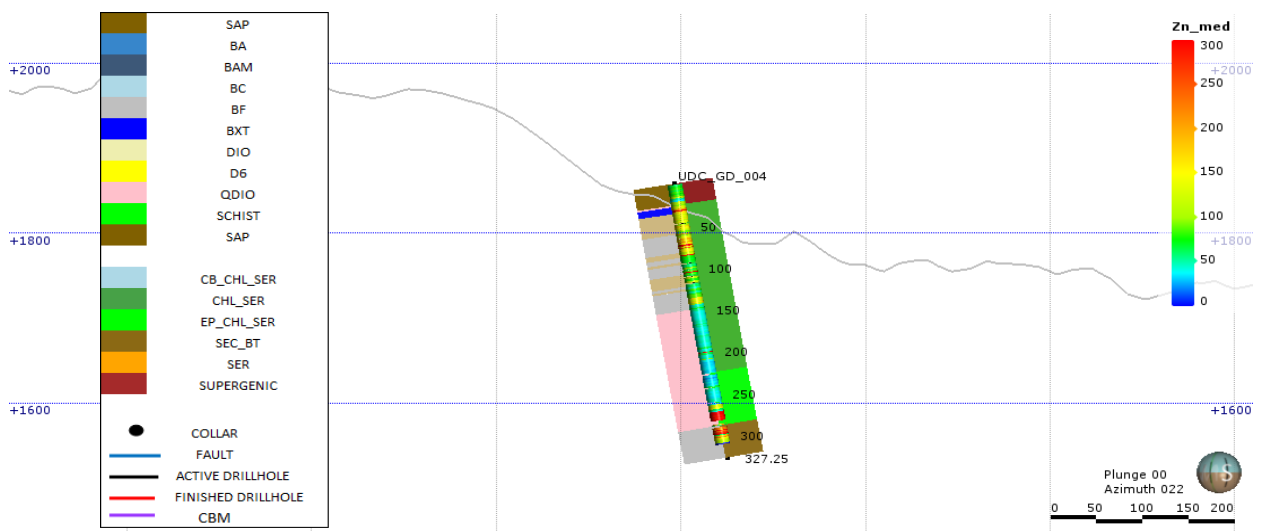 SAP
BA
BAM
BC
BF
BXT
DIO
D6
QDIO
SCHIST
SAP
CB_CHL_SER
CHL_SER
EP_CHL_SER
SEC_BT
SER
SUPERGENIC
COLLAR
FAULT
ACTIVE DRILLHOLE
FINISHED DRILLHOLE
CBM
+2000
+1800
+1600
UDC_GD_004
50
100
150
200
250
300
327.25
Zn_med
300
250
200
150
100
50
0
+2000
+1800
+1600
Plunge 00
Azimuth 022
S
0 50 100 150 200